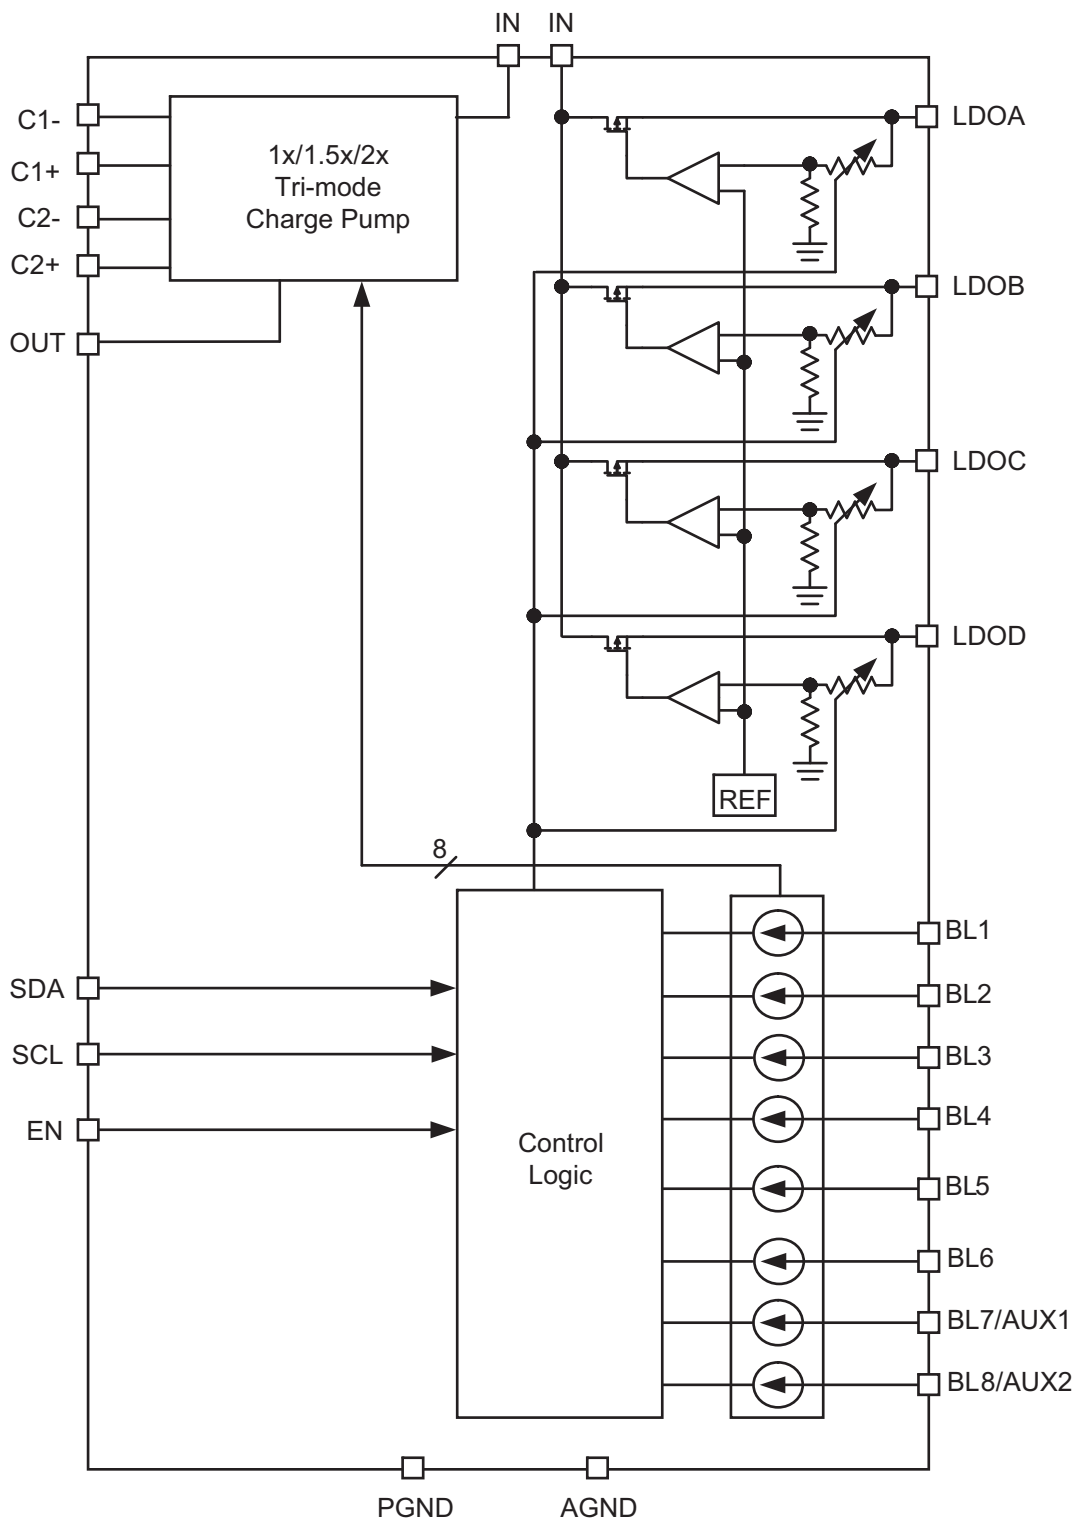 IN IN
C1-
C1+
C2-
C2+
OUT
1x/1.5x/2x
Tri-mode
Charge Pump
LDOA
LDOB
LDOC
LDOD
REF
8
SDA
SCL
EN
Control
Logic
BL1
BL2
BL3
BL4
BL5
BL6
BL7/AUX1
BL8/AUX2
PGND AGND